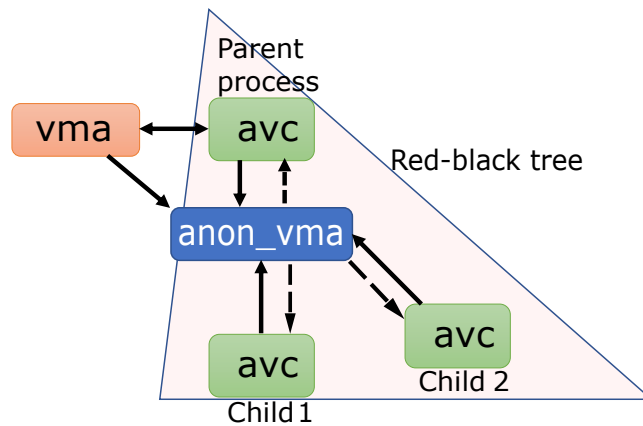 Parent
process
vma
avc
Red-black tree
anon_vma
avc
avc
Child 2
Child 1